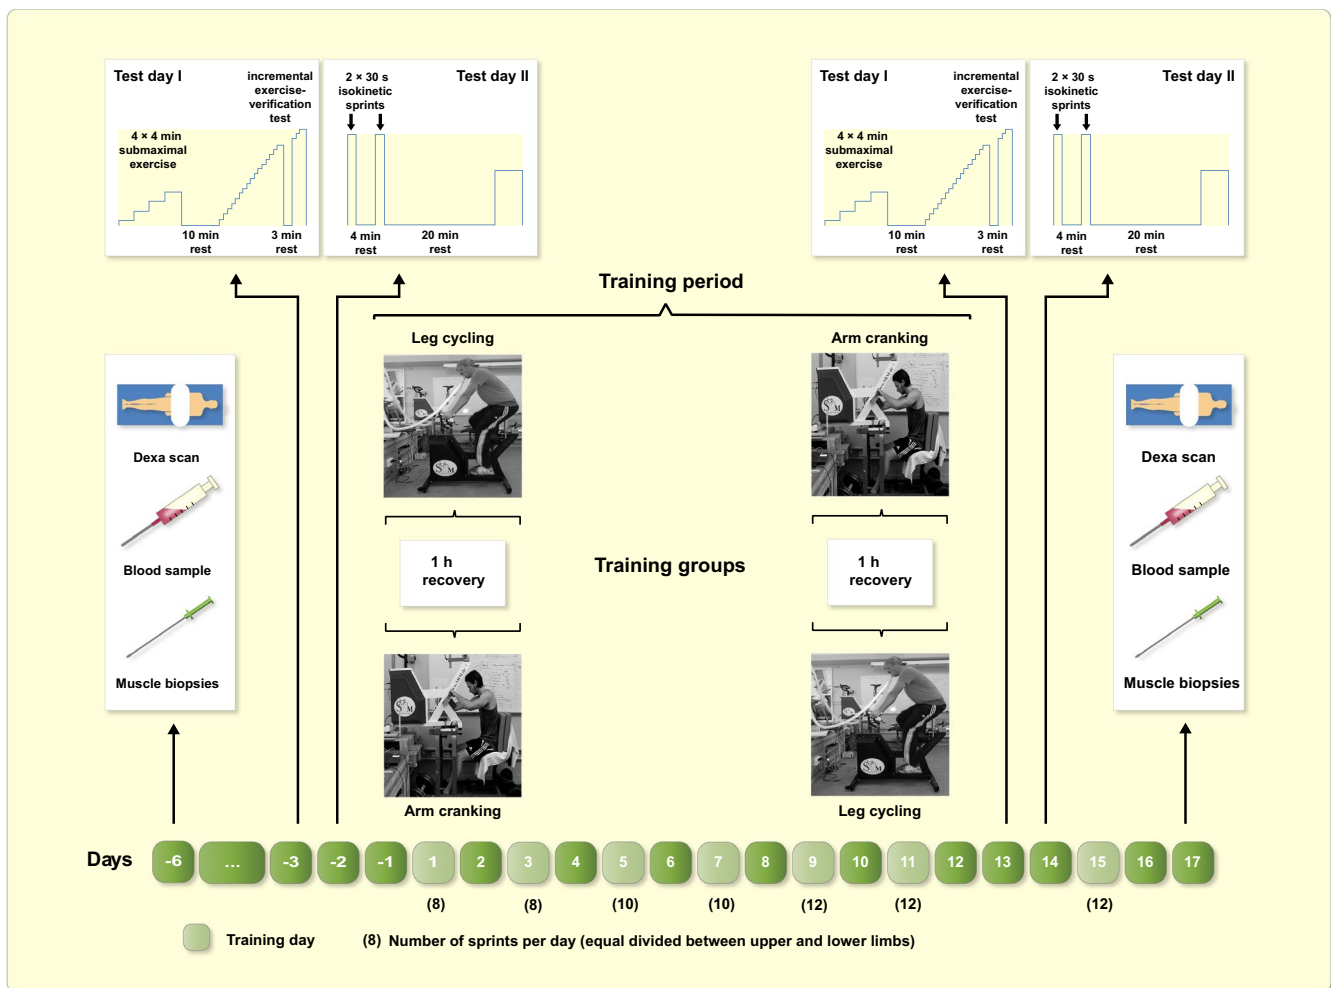 Test day I
incremental
exercise-
verification
test
4 × 4 min
submaximal
exercise
10 min
rest
3 min
rest
2 × 30 s
isokinetic
sprints
Test day II
4 min
rest
20 min
rest
Test day I
incremental
exercise-
verification
test
4 × 4 min
submaximal
exercise
10 min
rest
3 min
rest
2 × 30 s
isokinetic
sprints
Test day II
4 min
rest
20 min
rest
Training period
Leg cycling
Arm cranking
Dexa scan
Blood sample
Muscle biopsies
1 h
recovery
Training groups
1 h
recovery
Dexa scan
Blood sample
Muscle biopsies
Arm cranking
Leg cycling
Days -6 ... -3 -2 -1 1 2 3 4 5 6 7 8 9 10 11 12 13 14 15 16 17
(8) (8) (10) (10) (12) (12) (12)
Training day (8) Number of sprints per day (equal divided between upper and lower limbs)